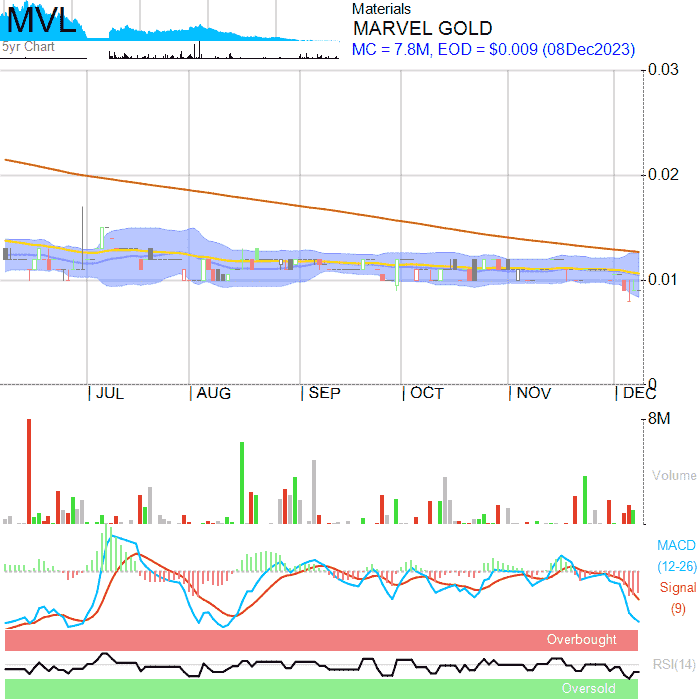 MVL
5yr Chart
Materials
MARVEL GOLD
MC = 7.8M, EOD = $0.009 (08Dec2023)
0.03
0.02
0.01
0
JUL AUG SEP OCT NOV DEC
8M
Volume
MACD
(12-26)
Signal
(9)
Overbought
RSI(14)
Oversold